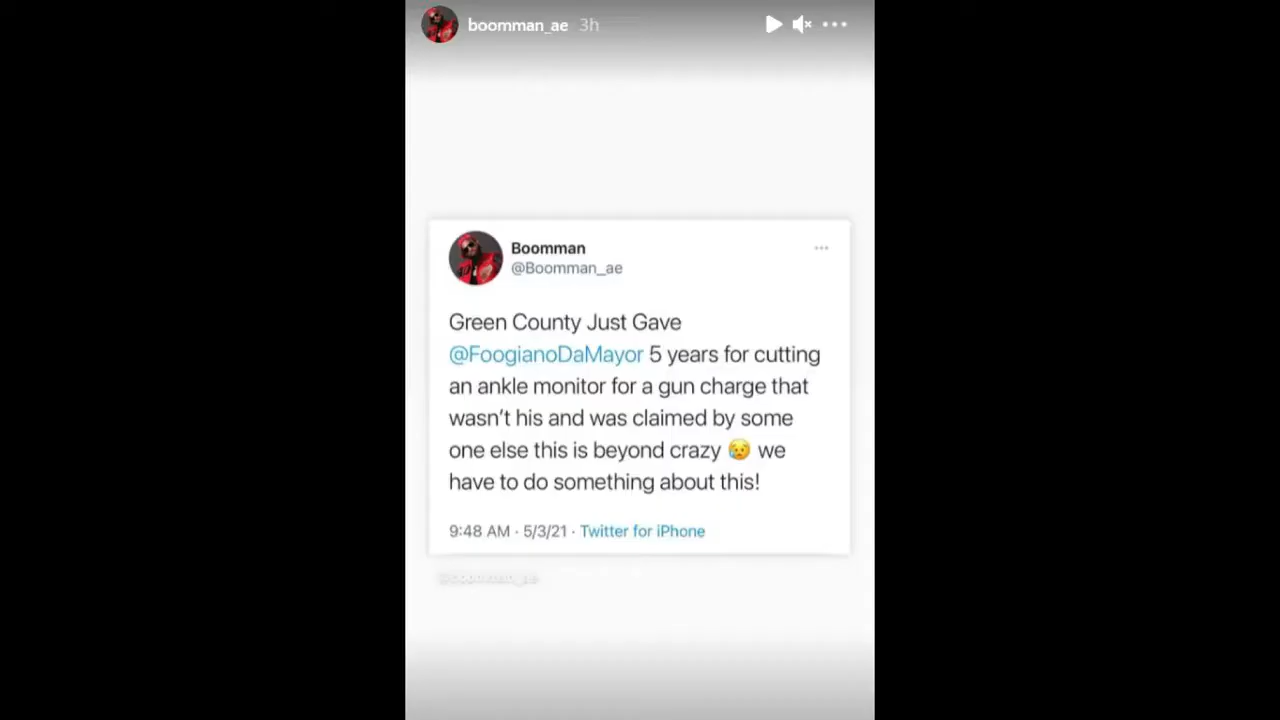 boomman_ae 3h
Boomman
@Boomman_ae
Green County Just Gave
@FoogianoDaMayor 5 years for cutting
an ankle monitor for a gun charge that
wasn't his and was claimed by some
one else this is beyond crazy 😥 we
have to do something about this!
9:48 AM · 5/3/21 · Twitter for iPhone
@boomman_ae